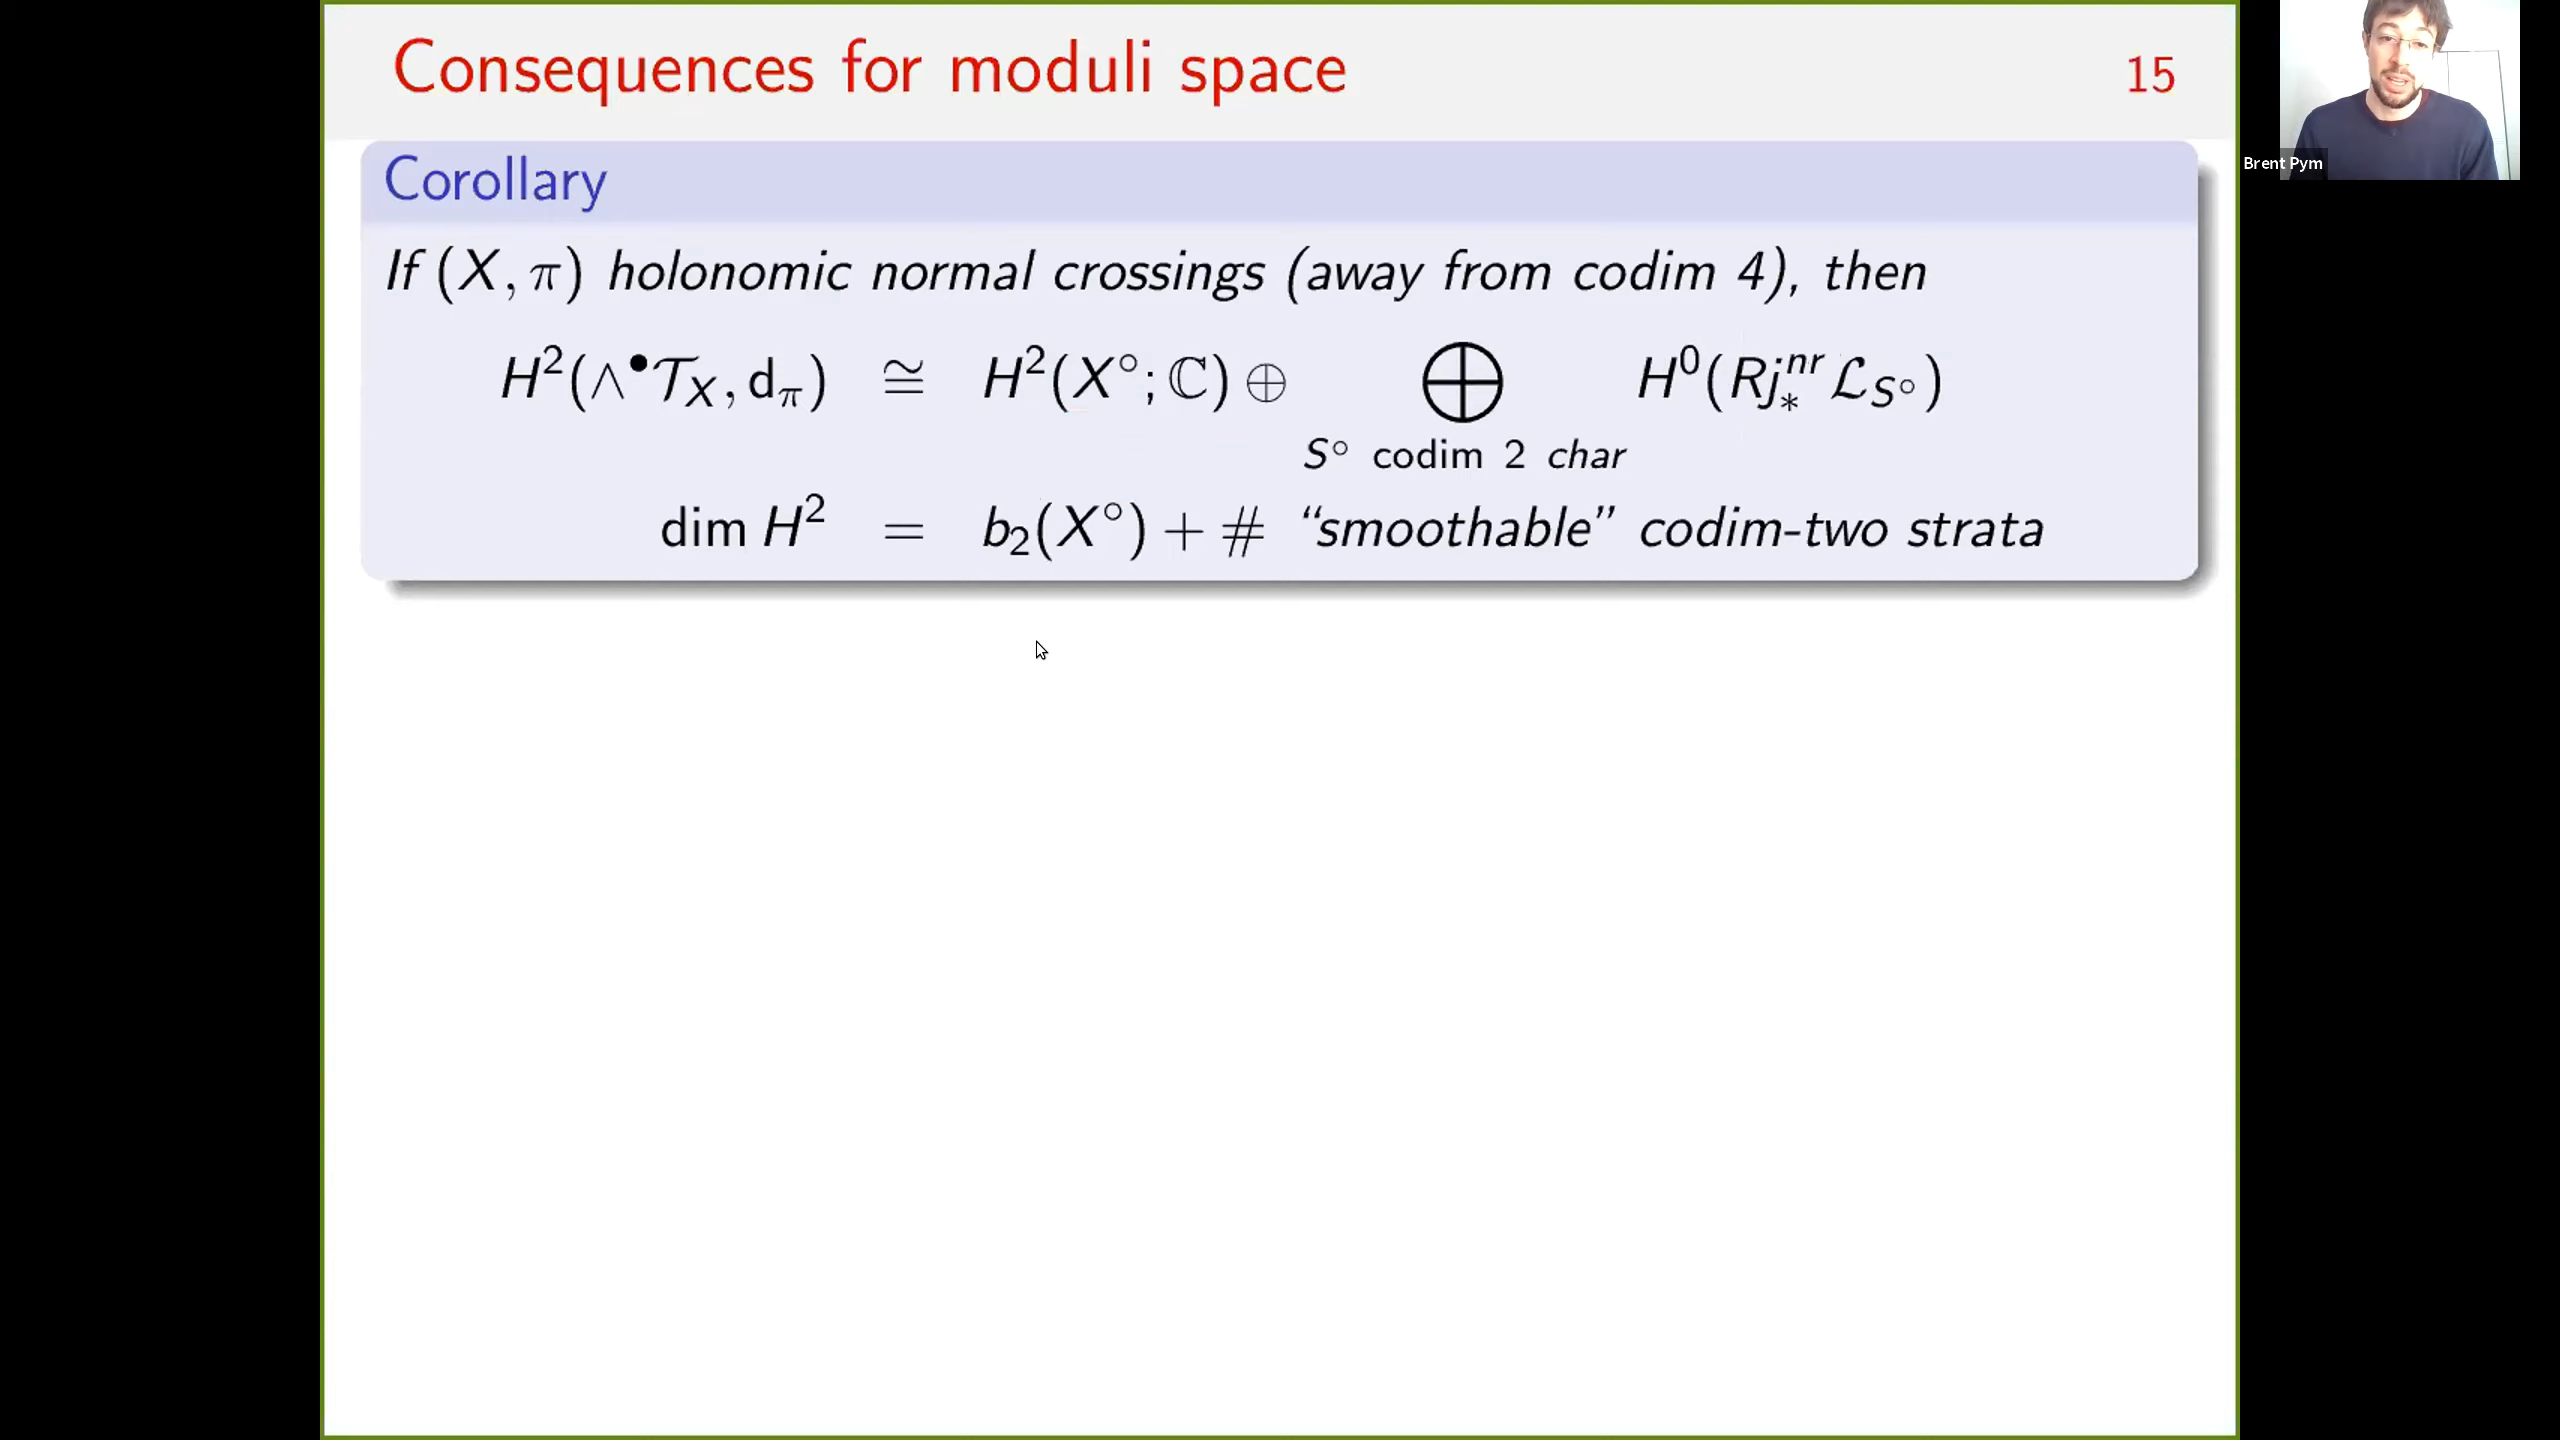 Consequences for moduli space 15
Brent Pym
Corollary
If (X, π) holonomic normal crossings (away from codim 4), then
H²(∧•𝒯_X, d_π) ≅ H²(X°; ℂ) ⊕ ⨁ H⁰(Rj_*^{nr} ℒ_{S°})
S° codim 2 char
dim H² = b₂(X°) + # “smoothable” codim-two strata